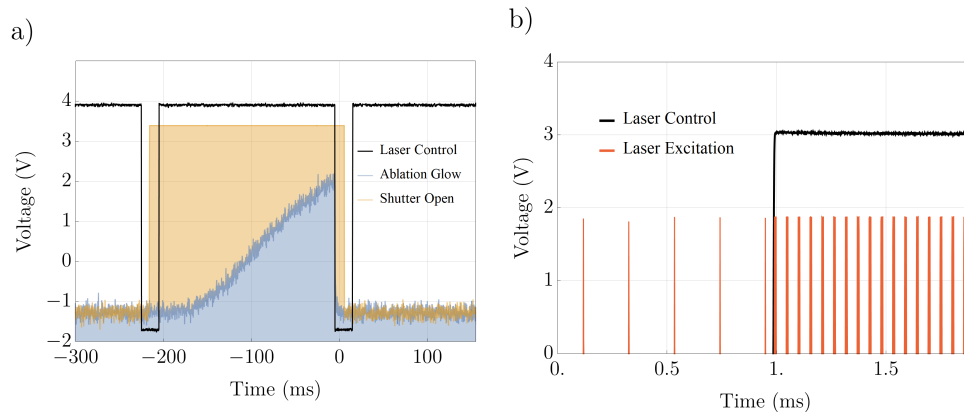 a)
Voltage (V)
4
3
2
1
0
−1
−2
−300
−200
−100
0
100
Time (ms)
Laser Control
Ablation Glow
Shutter Open
b)
Voltage (V)
4
3
2
1
0
0.
0.5
1.
1.5
Time (ms)
Laser Control
Laser Excitation